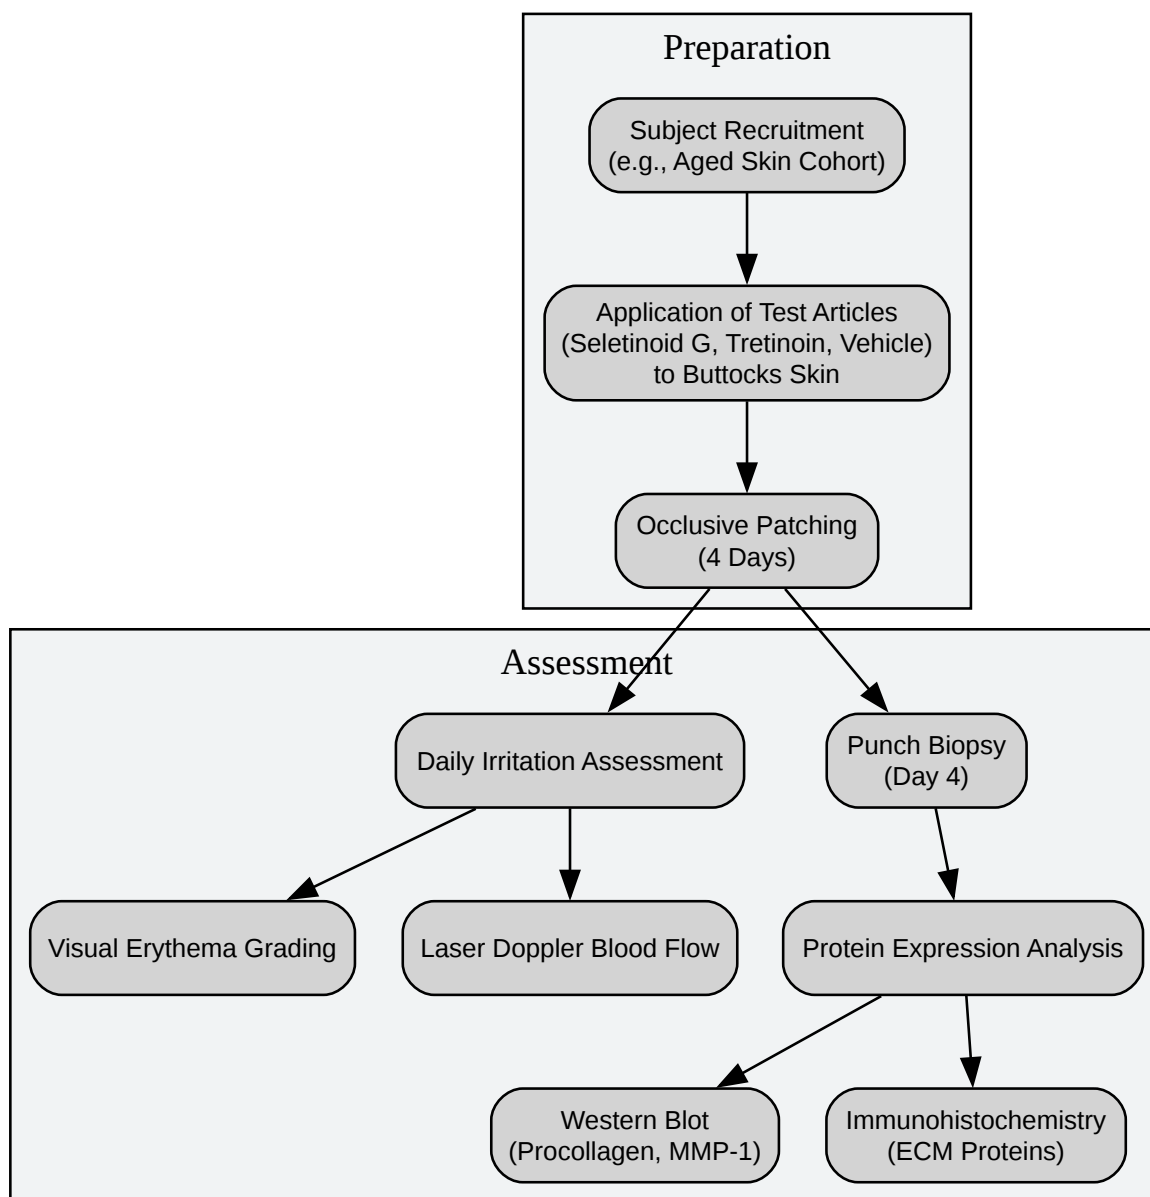 Preparation
Subject Recruitment
(e.g., Aged Skin Cohort)
Application of Test Articles
(Seletinoid G, Tretinoin, Vehicle)
to Buttocks Skin
Occlusive Patching
(4 Days)
Assessment
Daily Irritation Assessment
Punch Biopsy
(Day 4)
Visual Erythema Grading
Laser Doppler Blood Flow
Protein Expression Analysis
Western Blot
(Procollagen, MMP-1)
Immunohistochemistry
(ECM Proteins)